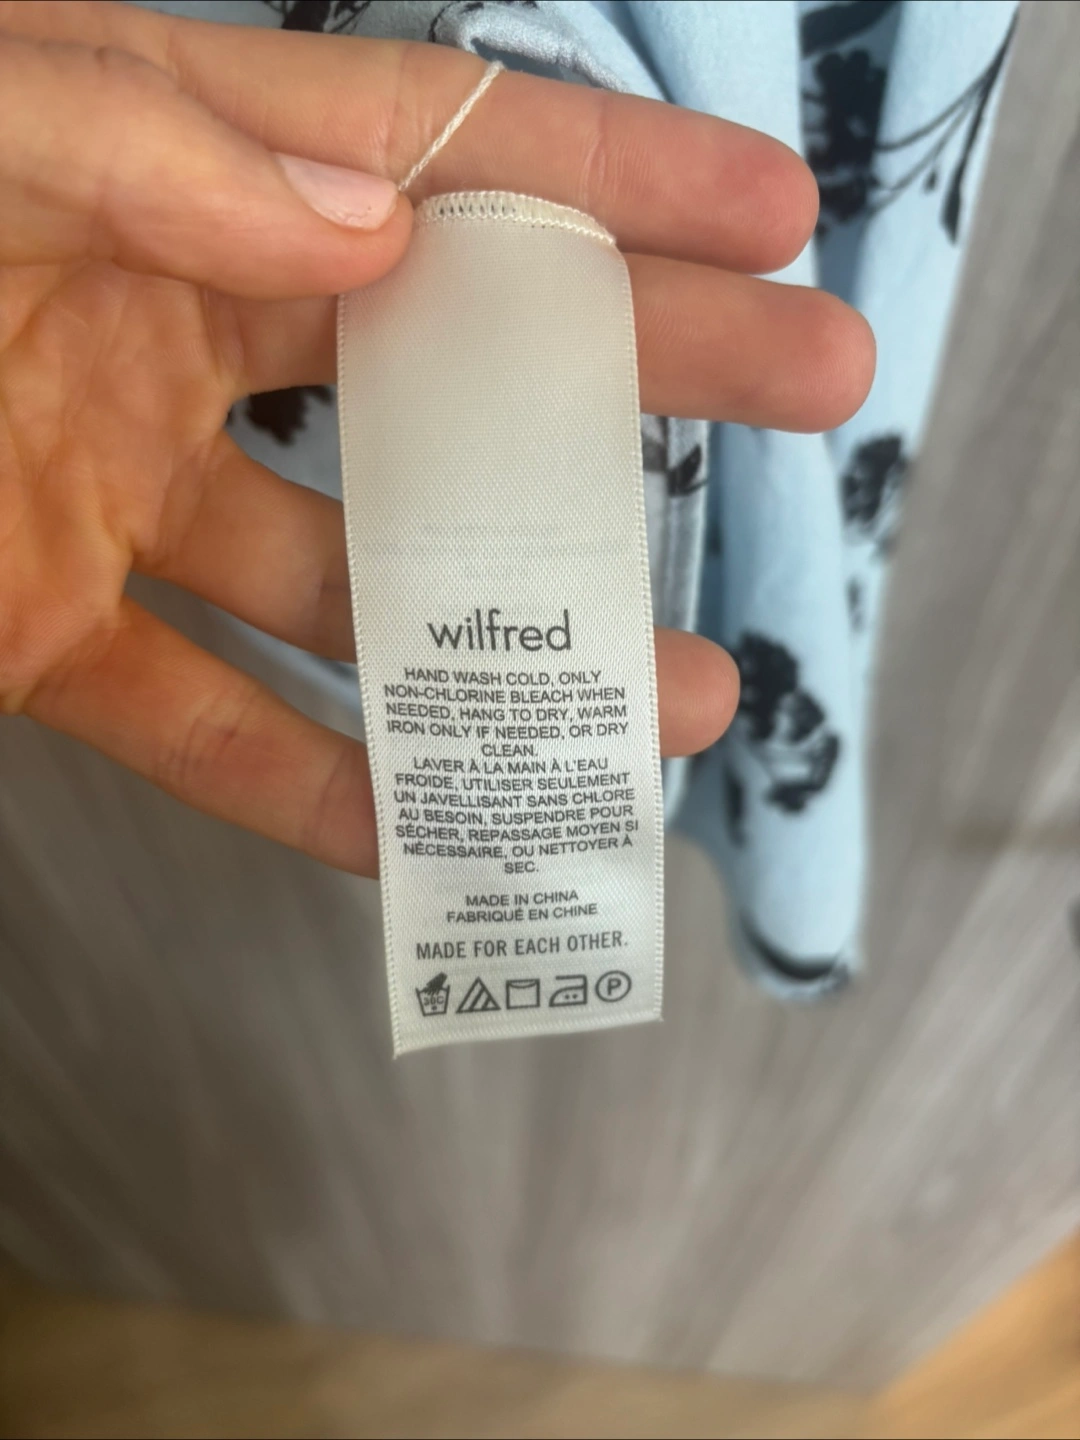 wilfred
HAND WASH COLD, ONLY
NON-CHLORINE BLEACH WHEN
NEEDED, HANG TO DRY, WARM
IRON ONLY IF NEEDED, OR DRY
CLEAN.
LAVER À LA MAIN À L'EAU
FROIDE, UTILISER SEULEMENT
UN JAVELLISANT SANS CHLORE
AU BESOIN, SUSPENDRE POUR
SÉCHER, REPASSAGE MOYEN SI
NÉCESSAIRE, OU NETTOYER À
SEC.
MADE IN CHINA
FABRIQUÉ EN CHINE
MADE FOR EACH OTHER.
30C P